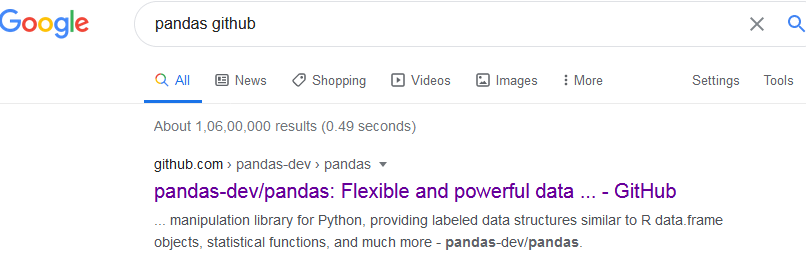 Google
pandas github
All News Shopping Videos Images More Settings Tools
About 1,06,00,000 results (0.49 seconds)
github.com › pandas-dev › pandas
pandas-dev/pandas: Flexible and powerful data ... - GitHub
... manipulation library for Python, providing labeled data structures similar to R data.frame
objects, statistical functions, and much more - pandas-dev/pandas.